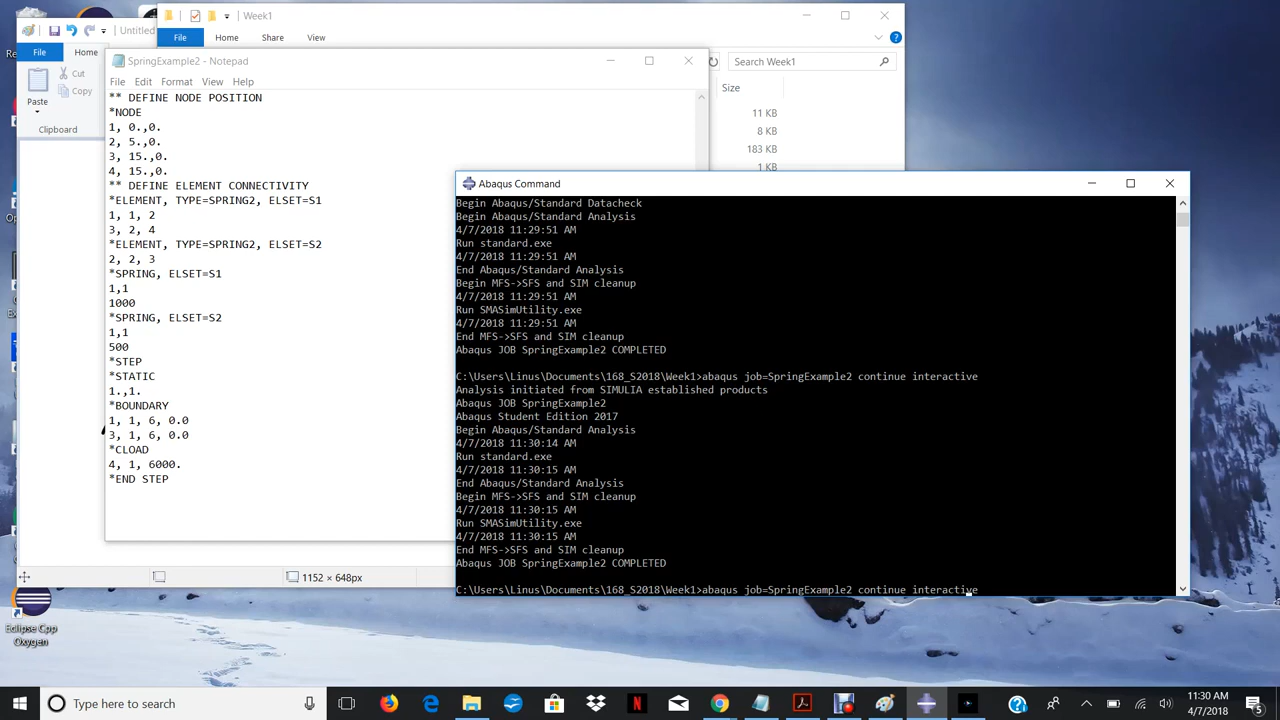 Untitled
Week1
File
Home
Share
View
File
Home
Paste
Cut
Copy
Clipboard
SpringExample2 - Notepad
File Edit Format View Help
Search Week1
Size
11 KB
8 KB
183 KB
1 KB
** DEFINE NODE POSITION
*NODE
1, 0.,0.
2, 5.,0.
3, 15.,0.
4, 15.,0.
** DEFINE ELEMENT CONNECTIVITY
*ELEMENT, TYPE=SPRING2, ELSET=S1
1, 1, 2
3, 2, 4
*ELEMENT, TYPE=SPRING2, ELSET=S2
2, 2, 3
*SPRING, ELSET=S1
1,1
1000
*SPRING, ELSET=S2
1,1
500
*STEP
*STATIC
1.,1.
*BOUNDARY
1, 1, 6, 0.0
3, 1, 6, 0.0
*CLOAD
4, 1, 6000.
*END STEP
1152 × 648px
Abaqus Command
Begin Abaqus/Standard Datacheck
Begin Abaqus/Standard Analysis
4/7/2018 11:29:51 AM
Run standard.exe
4/7/2018 11:29:51 AM
End Abaqus/Standard Analysis
Begin MFS->SFS and SIM cleanup
4/7/2018 11:29:51 AM
Run SMASimUtility.exe
4/7/2018 11:29:51 AM
End MFS->SFS and SIM cleanup
Abaqus JOB SpringExample2 COMPLETED
C:\Users\Linus\Documents\168_S2018\Week1>abaqus job=SpringExample2 continue interactive
Analysis initiated from SIMULIA established products
Abaqus JOB SpringExample2
Abaqus Student Edition 2017
Begin Abaqus/Standard Analysis
4/7/2018 11:30:14 AM
Run standard.exe
4/7/2018 11:30:15 AM
End Abaqus/Standard Analysis
Begin MFS->SFS and SIM cleanup
4/7/2018 11:30:15 AM
Run SMASimUtility.exe
4/7/2018 11:30:15 AM
End MFS->SFS and SIM cleanup
Abaqus JOB SpringExample2 COMPLETED
C:\Users\Linus\Documents\168_S2018\Week1>abaqus job=SpringExample2 continue interactive
Eclipse Cpp
Oxygen
Type here to search
11:30 AM
4/7/2018
5